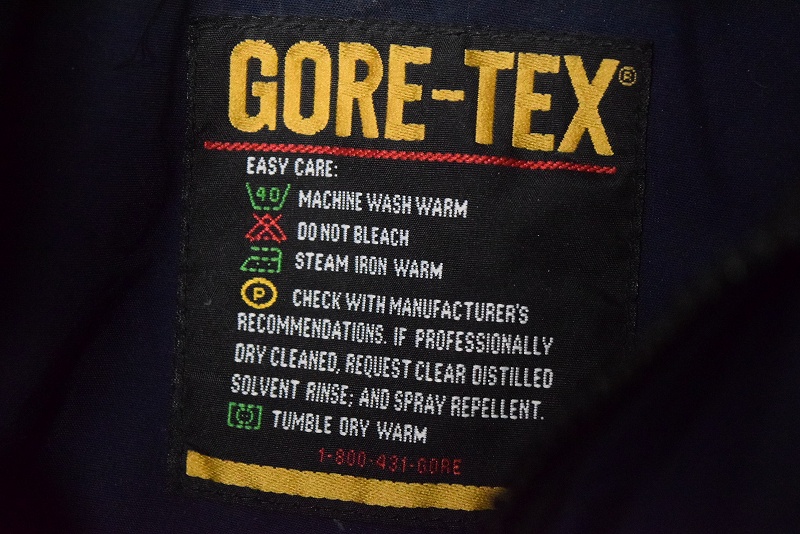 GORE-TEX®
EASY CARE:
40 MACHINE WASH WARM
DO NOT BLEACH
STEAM IRON WARM
P CHECK WITH MANUFACTURER'S
RECOMMENDATIONS. IF PROFESSIONALLY
DRY CLEANED, REQUEST CLEAR DISTILLED
SOLVENT RINSE; AND SPRAY REPELLENT.
TUMBLE DRY WARM
1-800-431-GORE